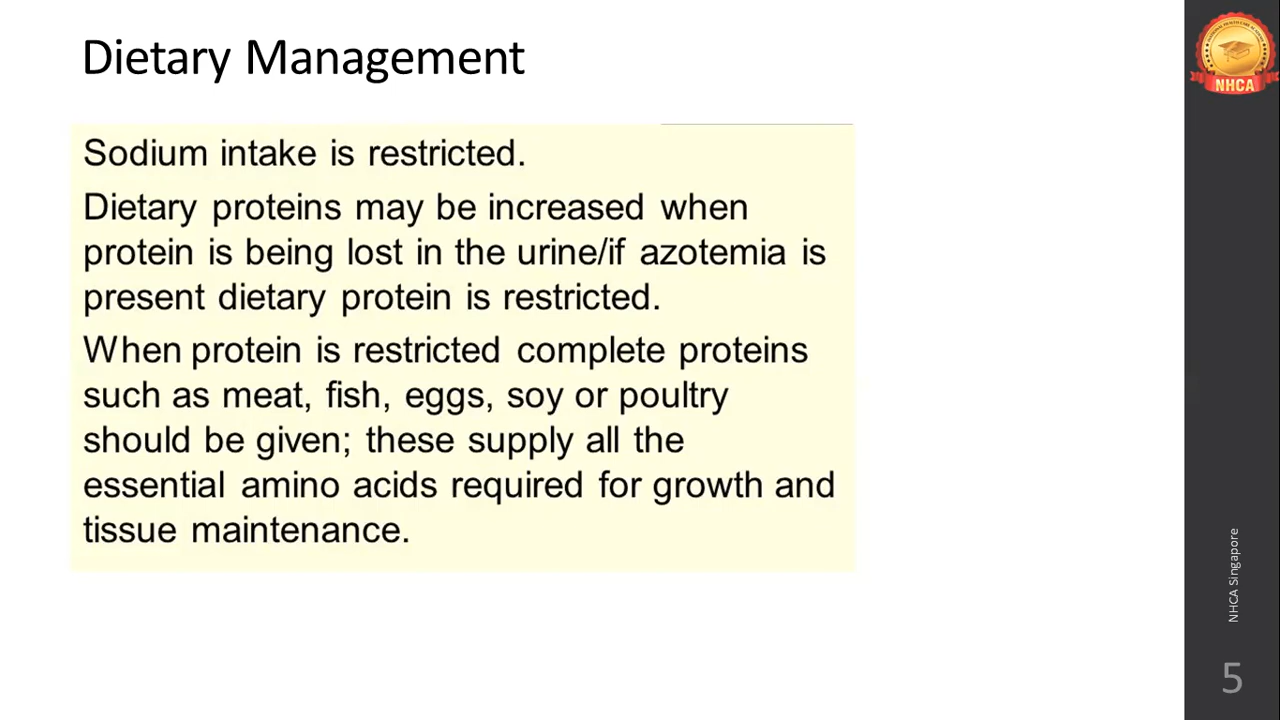 Dietary Management
Sodium intake is restricted.
Dietary proteins may be increased when
protein is being lost in the urine/if azotemia is
present dietary protein is restricted.
When protein is restricted complete proteins
such as meat, fish, eggs, soy or poultry
should be given; these supply all the
essential amino acids required for growth and
tissue maintenance.
NHCA
NHCA Singapore
5